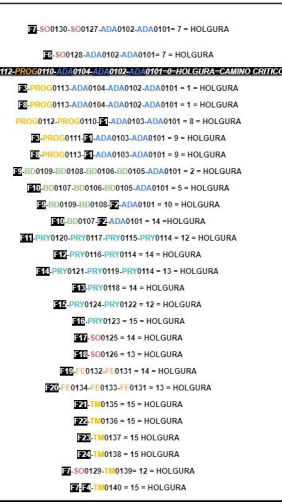 F7-SO0130-SO0127-ADA0101= 7 = HOLGURA
F6-SO0128-ADA0102-ADA0101= 7 = HOLGURA
112-PROG0110-ADA0104-ADA0102-ADA0101=0=HOLGURA=CAMINO CRITICO
F3-PROG0113-ADA0104-ADA0102-ADA0101 = 1 = HOLGURA
F8-PROG0113-ADA0104-ADA0102-ADA0101 = 1 = HOLGURA
PROG0112-PROG0110-F1-ADA0103-ADA0101 = 8 = HOLGURA
F3-PROG0111-F1-ADA0103-ADA0101 = 9 = HOLGURA
F8-PROG0113-F1-ADA0103-ADA0101 = 9 = HOLGURA
F9-BD0109-BD0108-BD0106-BD0105-ADA0101 = 2 = HOLGURA
F10-BD0107-BD0106-BD0105-ADA0101 = 5 = HOLGURA
F9-BD0109-BD0108-F2-ADA0101 = 10 = HOLGURA
F10-BD0107-F2-ADA0101 = 14 =HOLGURA
F11-PRY0120-PRY0117-PRY0115-PRY0114 = 12 = HOLGURA
F12-PRY0116-PRY0114 = 14 = HOLGURA
F14-PRY0121-PRY0119-PRY0114 = 13 = HOLGURA
F13-PRY0118 = 14 = HOLGURA
F15-PRY0124-PRY0122 = 12 = HOLGURA
F16-PRY0123 = 15 = HOLGURA
F17-SO0125 = 14 = HOLGURA
F18-SO0126 = 13 = HOLGURA
F19-FE0132-FE0131 = 14 = HOLGURA
F20-FE0134-FE0133-FE0131 = 13 = HOLGURA
F21-TM0135 = 15 = HOLGURA
F22-TM0136 = 15 = HOLGURA
F23-TM0137 = 15 HOLGURA
F24-TM0138 = 15 HOLGURA
F7-SO0129-TM0139= 12 = HOLGURA
F7-F4-TM0140 = 15 = HOLGURA